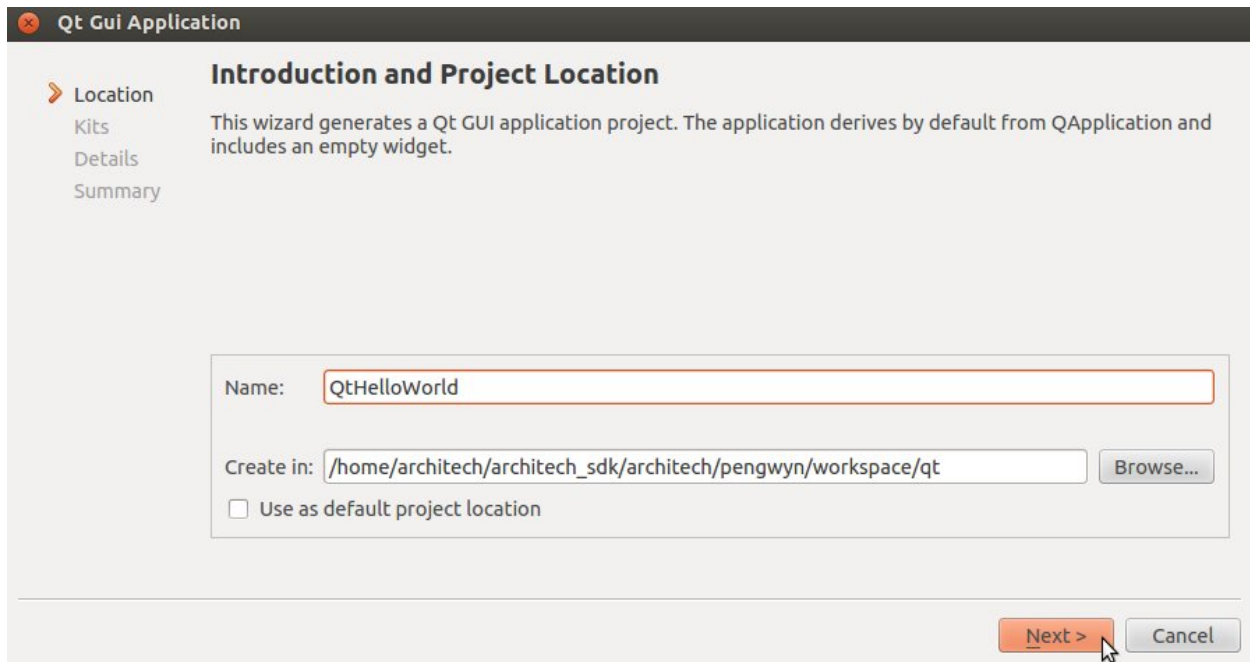 Qt Gui Application
Location
Kits
Details
Summary
Introduction and Project Location
This wizard generates a Qt GUI application project. The application derives by default from QApplication and
includes an empty widget.
Name: QtHelloWorld
Create in: /home/architech/architech_sdk/architech/pengwyn/workspace/qt Browse...
Use as default project location
Next > Cancel